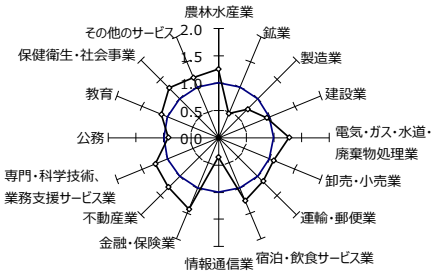 農林水産業
鉱業
製造業
建設業
電気・ガス・水道・
廃棄物処理業
卸売・小売業
運輸・郵便業
宿泊・飲食サービス業
情報通信業
金融・保険業
不動産業
専門・科学技術、
業務支援サービス業
公務
教育
保健衛生・社会事業
その他のサービス
2.0
1.5
1.0
0.5
0.0